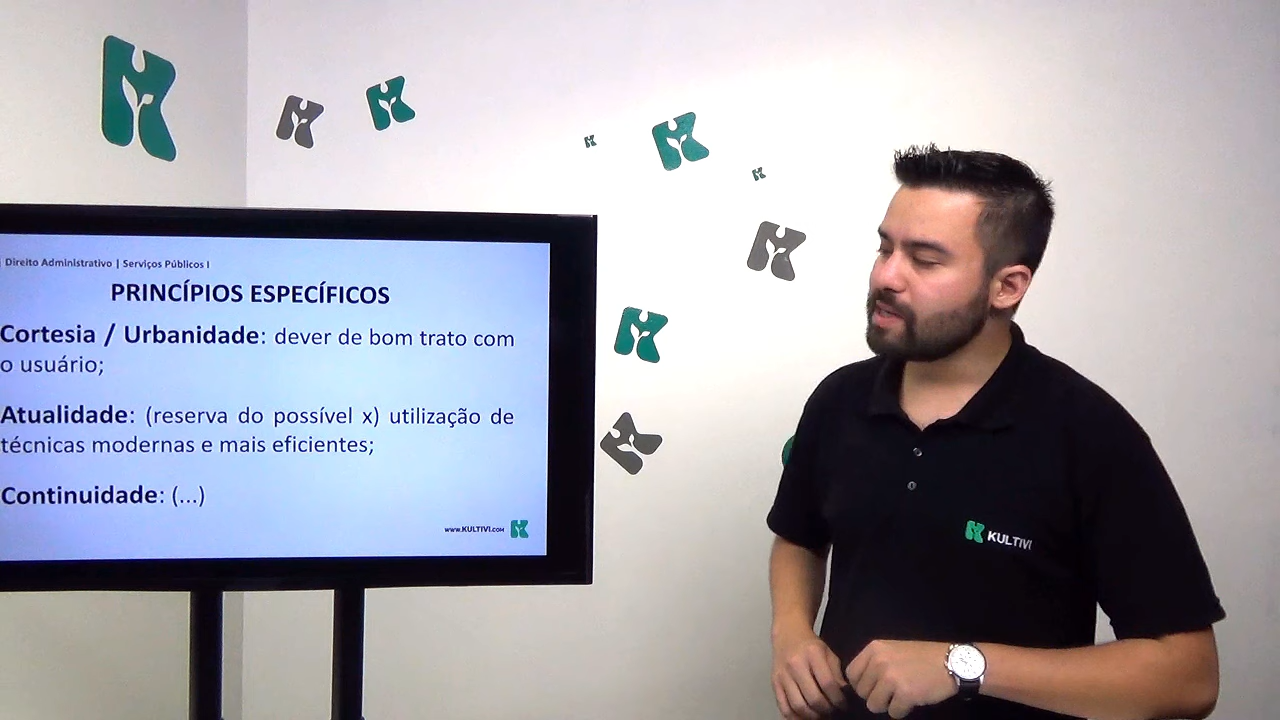 Direito Administrativo | Serviços Públicos I
PRINCÍPIOS ESPECÍFICOS
Cortesia / Urbanidade: dever de bom trato com
o usuário;
Atualidade: (reserva do possível x) utilização de
técnicas modernas e mais eficientes;
Continuidade: (...)
www.KULTIVI.COM
KULTIVI